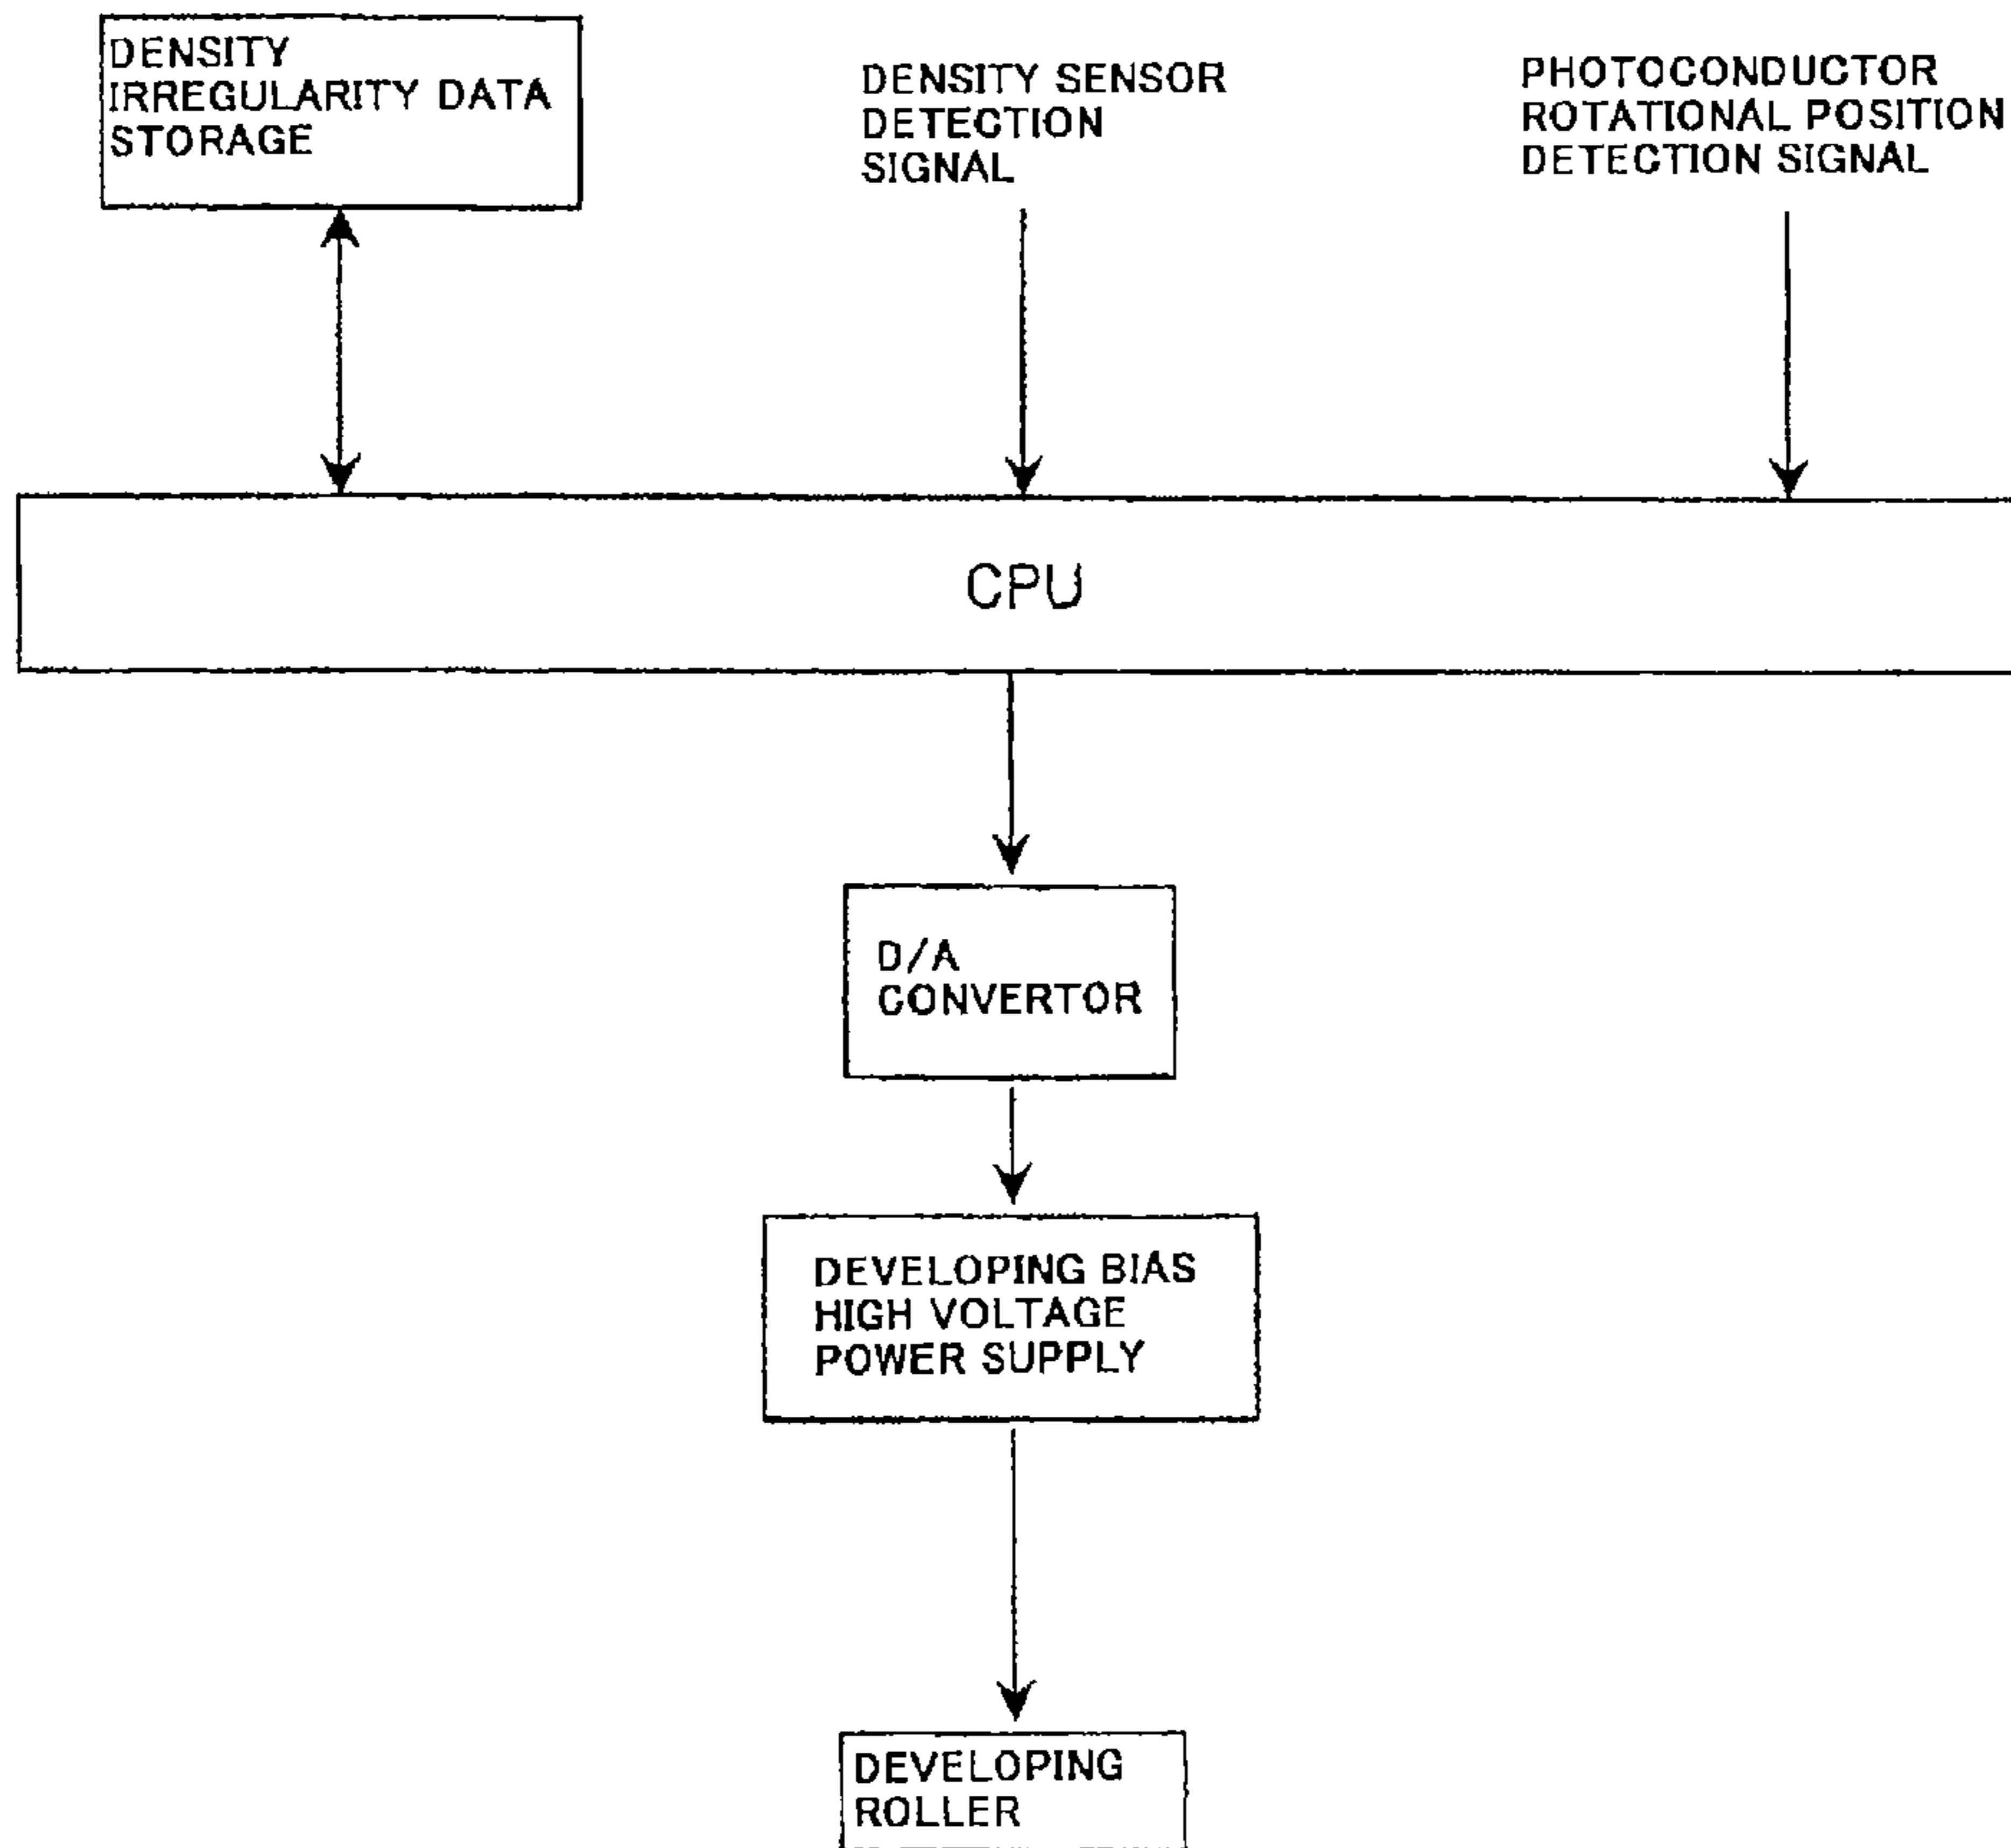 DENSITY
IRREGULARITY DATA
STORAGE
DENSITY SENSOR
DETECTION
SIGNAL
PHOTOCONDUCTOR
ROTATIONAL POSITION
DETECTION SIGNAL
CPU
D/A
CONVERTOR
DEVELOPING BIAS
HIGH VOLTAGE
POWER SUPPLY
DEVELOPING
ROLLER